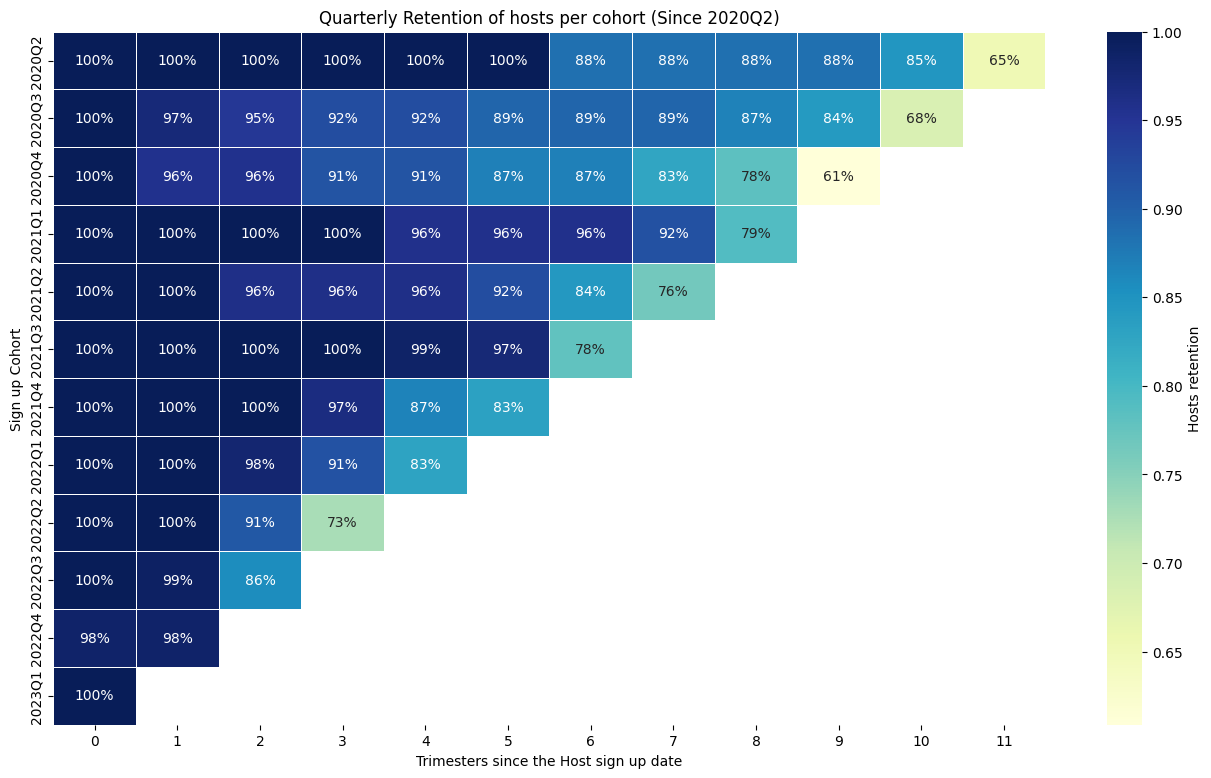 Quarterly Retention of hosts per cohort (Since 2020Q2)
Sign up Cohort
2020Q2 100% 100% 100% 100% 100% 100% 88% 88% 88% 88% 85% 65%
2020Q3 100% 97% 95% 92% 92% 89% 89% 89% 87% 84% 68%
2020Q4 100% 96% 96% 91% 91% 87% 87% 83% 78% 61%
2021Q1 100% 100% 100% 100% 96% 96% 96% 92% 79%
2021Q2 100% 100% 96% 96% 96% 92% 84% 76%
2021Q3 100% 100% 100% 100% 99% 97% 78%
2021Q4 100% 100% 100% 97% 87% 83%
2022Q1 100% 100% 98% 91% 83%
2022Q2 100% 100% 91% 73%
2022Q3 100% 99% 86%
2022Q4 98% 98%
2023Q1 100%
0 1 2 3 4 5 6 7 8 9 10 11
Trimesters since the Host sign up date
1.00
0.95
0.90
0.85
0.80
0.75
0.70
0.65
Hosts retention